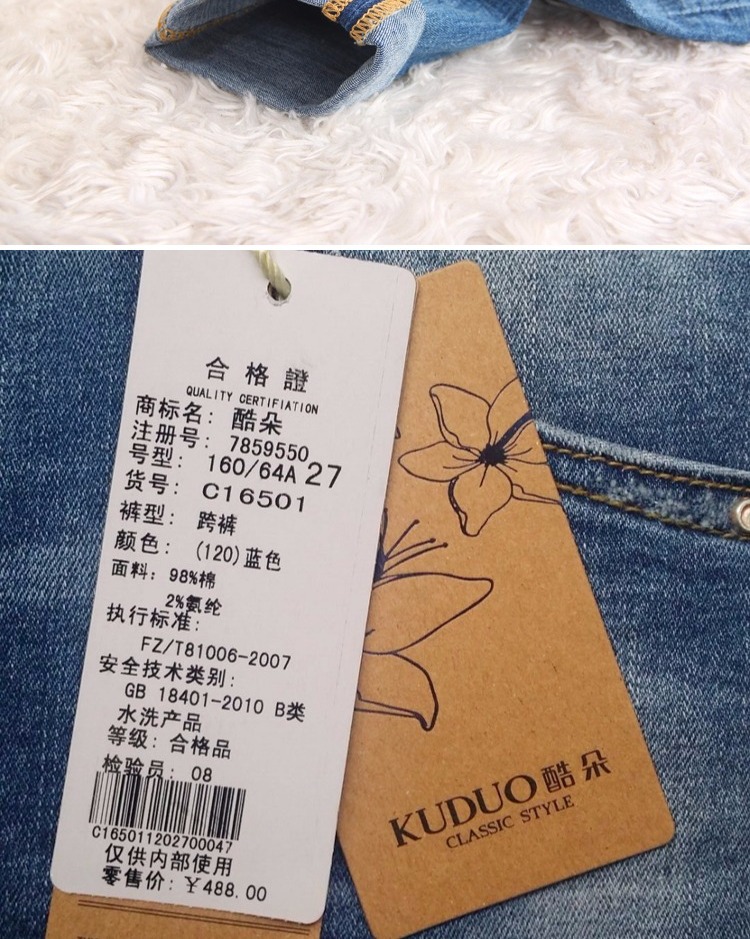 合格證
QUALITY CERTIFIATION
商标名: 酷朵
注册号: 7859550
号型: 160/64A 27
货号: C16501
裤型: 跨裤
颜色: (120)蓝色
面料: 98%棉
2%氨纶
执行标准:
FZ/T81006-2007
安全技术类别:
GB 18401-2010 B类
水洗产品
等级: 合格品
检验员: 08
C165011202700047
仅供内部使用
零售价: ¥488.00
KUDUO 酷朵
CLASSIC STYLE